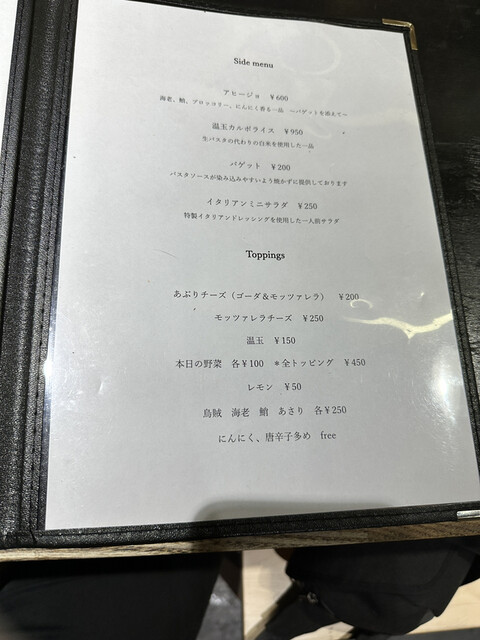 Side menu
アヒージョ ¥600
海老、鮹、ブロッコリー、にんにく香る一品 〜バゲットを添えて〜
温玉カルボライス ¥950
生パスタの代わりの白米を使用した一品
バゲット ¥200
パスタソースが染み込みやすいよう焼かずに提供しております
イタリアンミニサラダ ¥250
特製イタリアンドレッシングを使用した一人前サラダ
Toppings
あぶりチーズ（ゴーダ＆モッツァレラ） ¥200
モッツァレラチーズ ¥250
温玉 ¥150
本日の野菜 各¥100 ＊全トッピング ¥450
レモン ¥50
烏賊 海老 鮹 あさり 各¥250
にんにく、唐辛子多め free